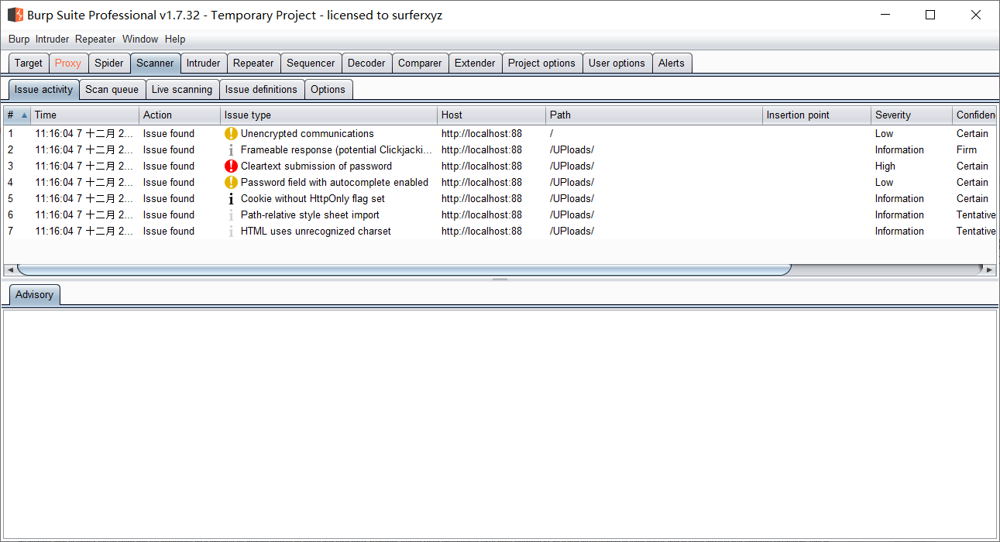 Burp Suite Professional v1.7.32 - Temporary Project - licensed to surferxyz
Burp Intruder Repeater Window Help
Target Proxy Spider Scanner Intruder Repeater Sequencer Decoder Comparer Extender Project options User options Alerts
Issue activity Scan queue Live scanning Issue definitions Options
# Time Action Issue type Host Path Insertion point Severity Confiden
1 11:16:04 7 十二月 2... Issue found Unencrypted communications http://localhost:88 / Low Certain
2 11:16:04 7 十二月 2... Issue found Frameable response (potential Clickjacki... http://localhost:88 /UPloads/ Information Firm
3 11:16:04 7 十二月 2... Issue found Cleartext submission of password http://localhost:88 /UPloads/ High Certain
4 11:16:04 7 十二月 2... Issue found Password field with autocomplete enabled http://localhost:88 /UPloads/ Low Certain
5 11:16:04 7 十二月 2... Issue found Cookie without HttpOnly flag set http://localhost:88 /UPloads/ Information Certain
6 11:16:04 7 十二月 2... Issue found Path-relative style sheet import http://localhost:88 /UPloads/ Information Tentative
7 11:16:04 7 十二月 2... Issue found HTML uses unrecognized charset http://localhost:88 /UPloads/ Information Tentative
Advisory